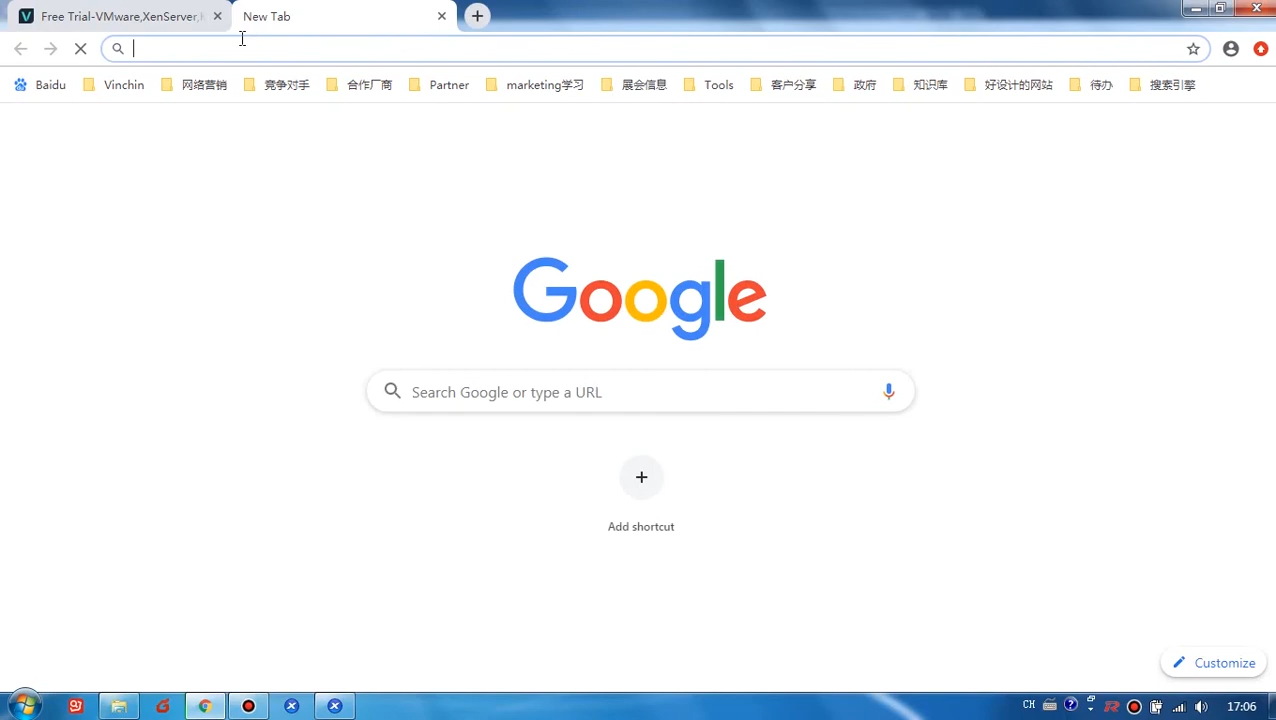 Free Trial-VMware,XenServer,
New Tab
Baidu
Vinchin
网络营销
竞争对手
合作厂商
Partner
marketing学习
展会信息
Tools
客户分享
政府
知识库
好设计的网站
待办
搜索引擎
Google
Search Google or type a URL
Add shortcut
Customize
CH
17:06